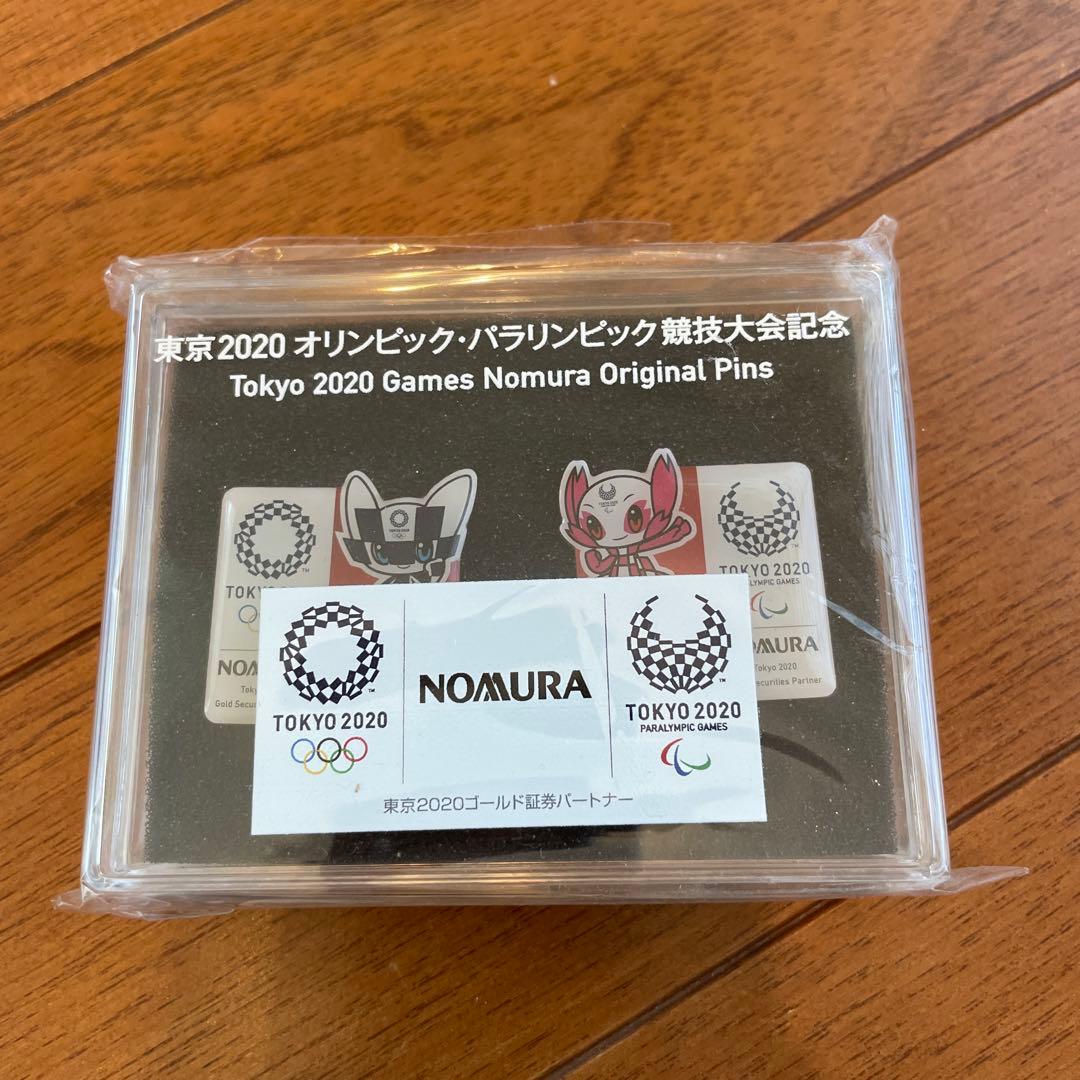 東京2020 オリンピック・パラリンピック競技大会記念
Tokyo 2020 Games Nomura Original Pins
TOKYO 2020
TOKYO 2020
PARALYMPIC GAMES
NOMURA
Tokyo 2020
Securities Partner
Gold
TOKYO 2020
NOMURA
TOKYO 2020
PARALYMPIC GAMES
東京2020ゴールド証券パートナー